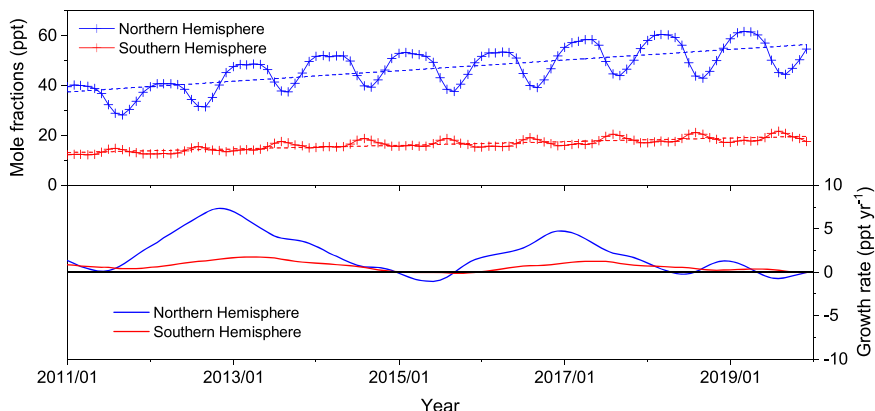 Mole fractions (ppt)
60
40
20
0
Northern Hemisphere
Southern Hemisphere
10
5
0
-5
-10
Growth rate (ppt yr-1)
Northern Hemisphere
Southern Hemisphere
2011/01
2013/01
2015/01
2017/01
2019/01
Year